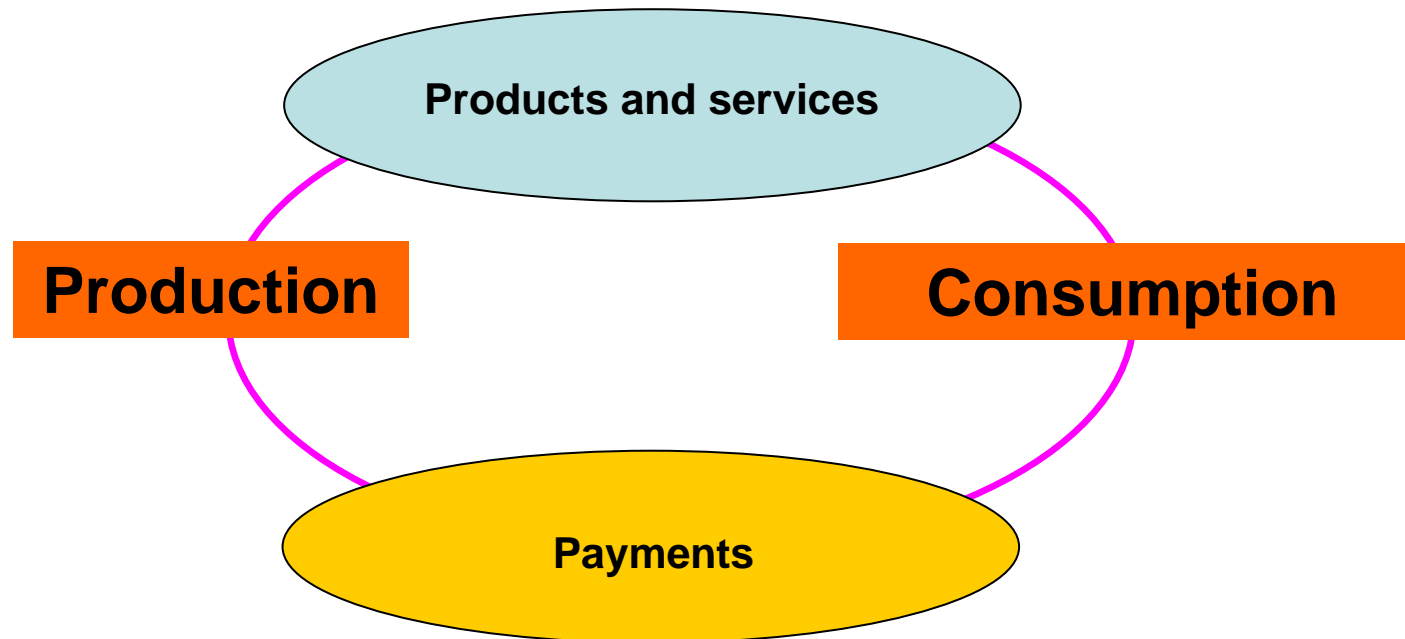 Products and services
Production
Consumption
Payments